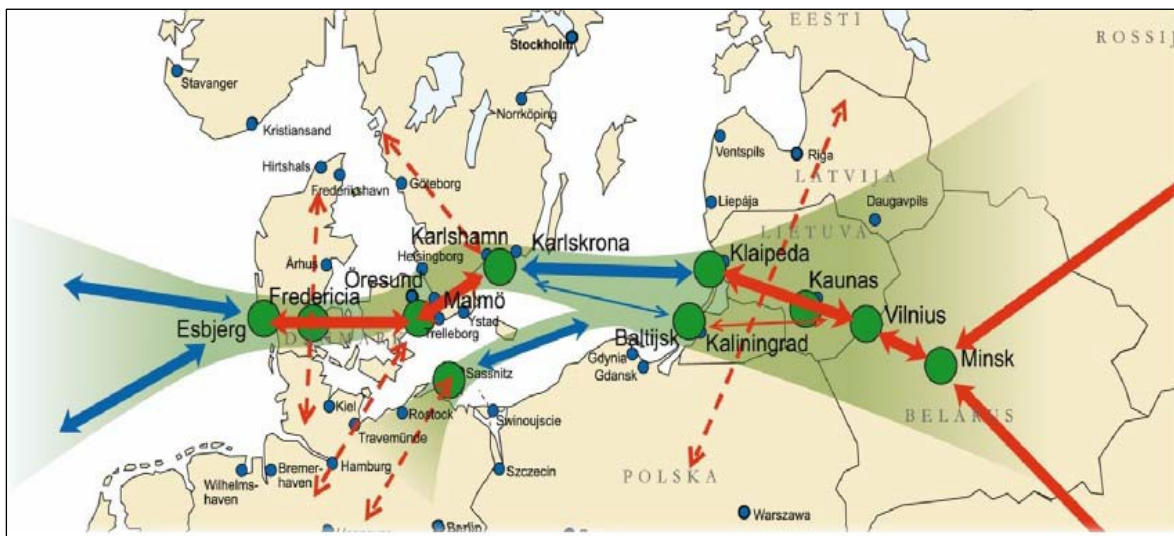 EESTI
ROSSIJ
Stockholm
Stavanger
Norrköping
Kristiansand
Ventspils
Riga
Hirtshals
Frederikshavn
Göteborg
LATVIJA
Liepája
Daugavpils
LIETUVA
Karlshamn
Karlskrona
Helsingborg
Klaipeda
Århus
Öresund
Kaunas
Fredericia
Malmö
Esbjerg
Ystad
Trelleborg
DANMARK
Vilnius
Baltijsk
Kaliningrad
Gdynia
Gdansk
Minsk
Sassnitz
Kiel
Rostock
Swinoujscie
BELARUS
Travemünde
Hamburg
Szczecin
POLSKA
Wilhelms-
haven
Bremer-
haven
Warszawa
Berlin